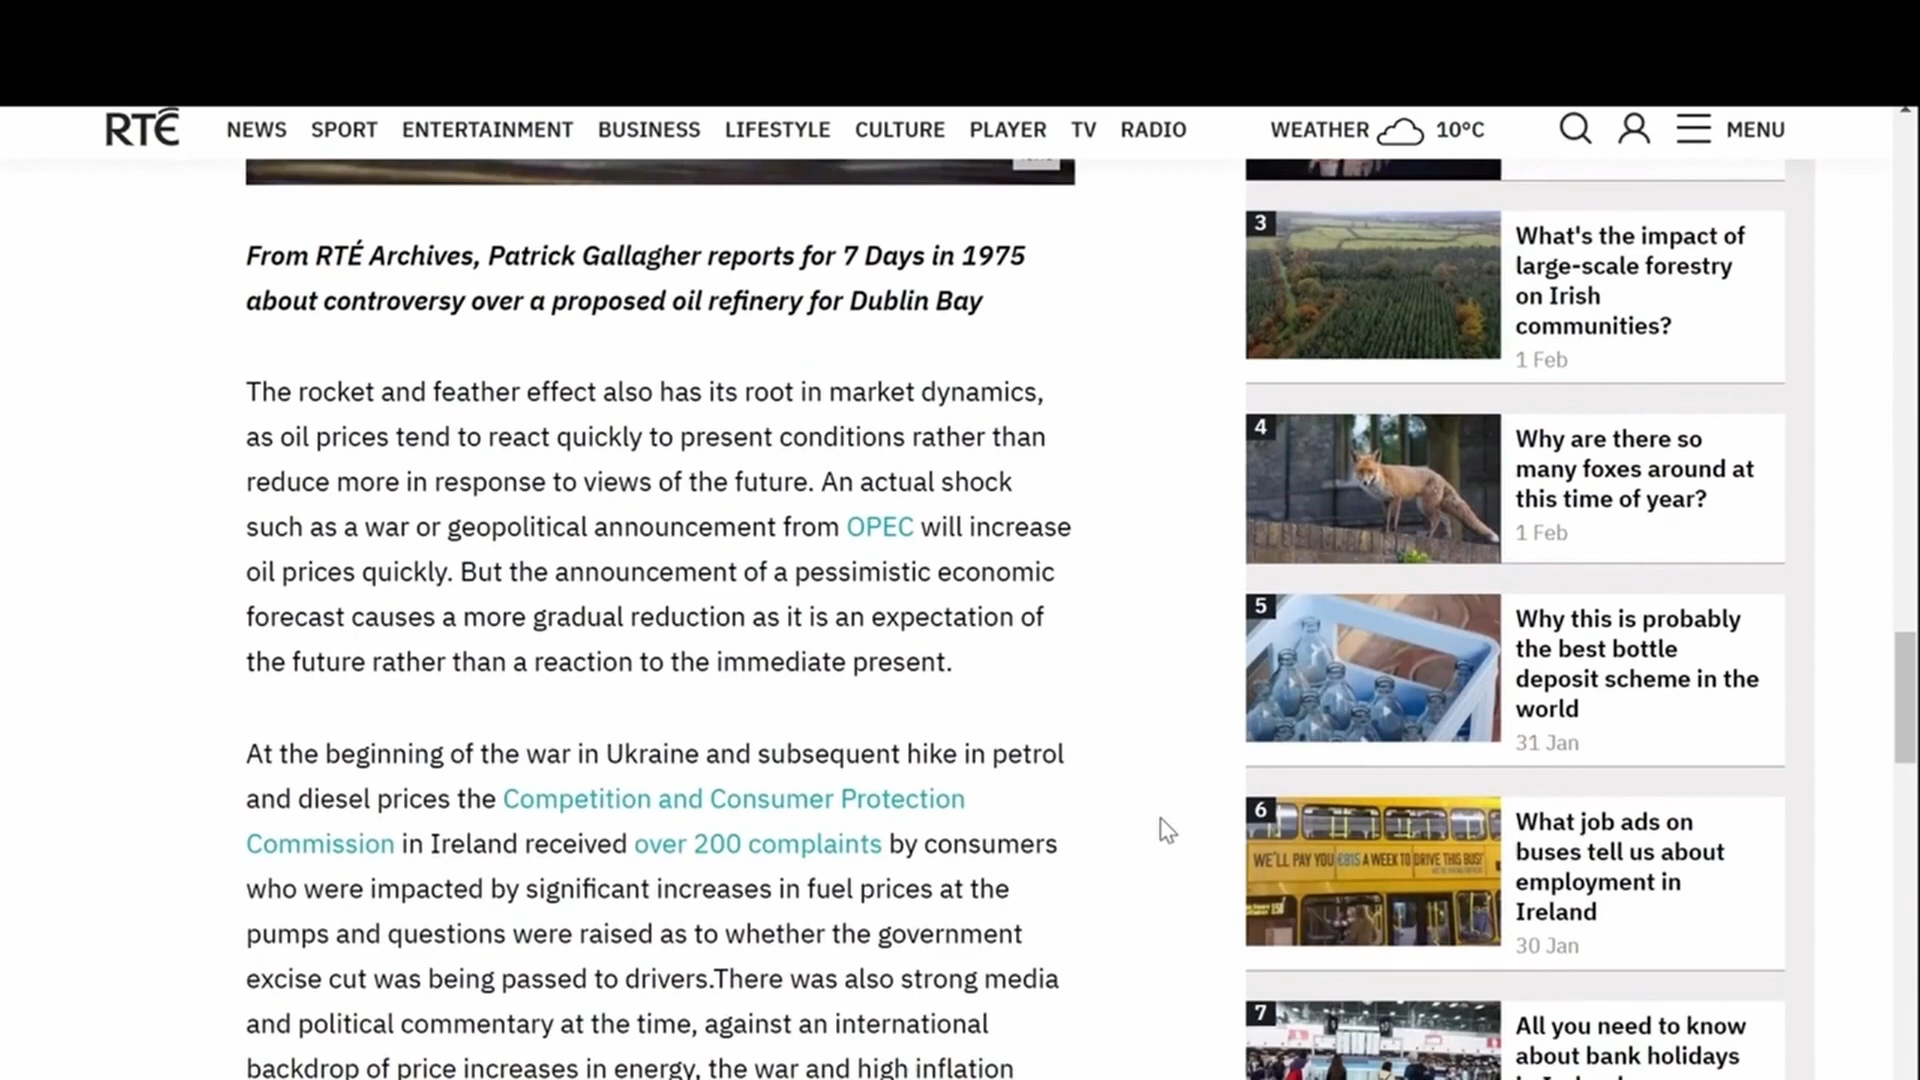 RTÉ NEWS SPORT ENTERTAINMENT BUSINESS LIFESTYLE CULTURE PLAYER TV RADIO WEATHER 10°C MENU
From RTÉ Archives, Patrick Gallagher reports for 7 Days in 1975
about controversy over a proposed oil refinery for Dublin Bay
The rocket and feather effect also has its root in market dynamics,
as oil prices tend to react quickly to present conditions rather than
reduce more in response to views of the future. An actual shock
such as a war or geopolitical announcement from OPEC will increase
oil prices quickly. But the announcement of a pessimistic economic
forecast causes a more gradual reduction as it is an expectation of
the future rather than a reaction to the immediate present.
At the beginning of the war in Ukraine and subsequent hike in petrol
and diesel prices the Competition and Consumer Protection
Commission in Ireland received over 200 complaints by consumers
who were impacted by significant increases in fuel prices at the
pumps and questions were raised as to whether the government
excise cut was being passed to drivers.There was also strong media
and political commentary at the time, against an international
backdrop of price increases in energy, the war and high inflation
3
What's the impact of
large-scale forestry
on Irish
communities?
1 Feb
4
Why are there so
many foxes around at
this time of year?
1 Feb
5
Why this is probably
the best bottle
deposit scheme in the
world
31 Jan
6
WE'LL PAY YOU €815 A WEEK TO DRIVE THIS BUS!
What job ads on
buses tell us about
employment in
Ireland
30 Jan
7
All you need to know
about bank holidays